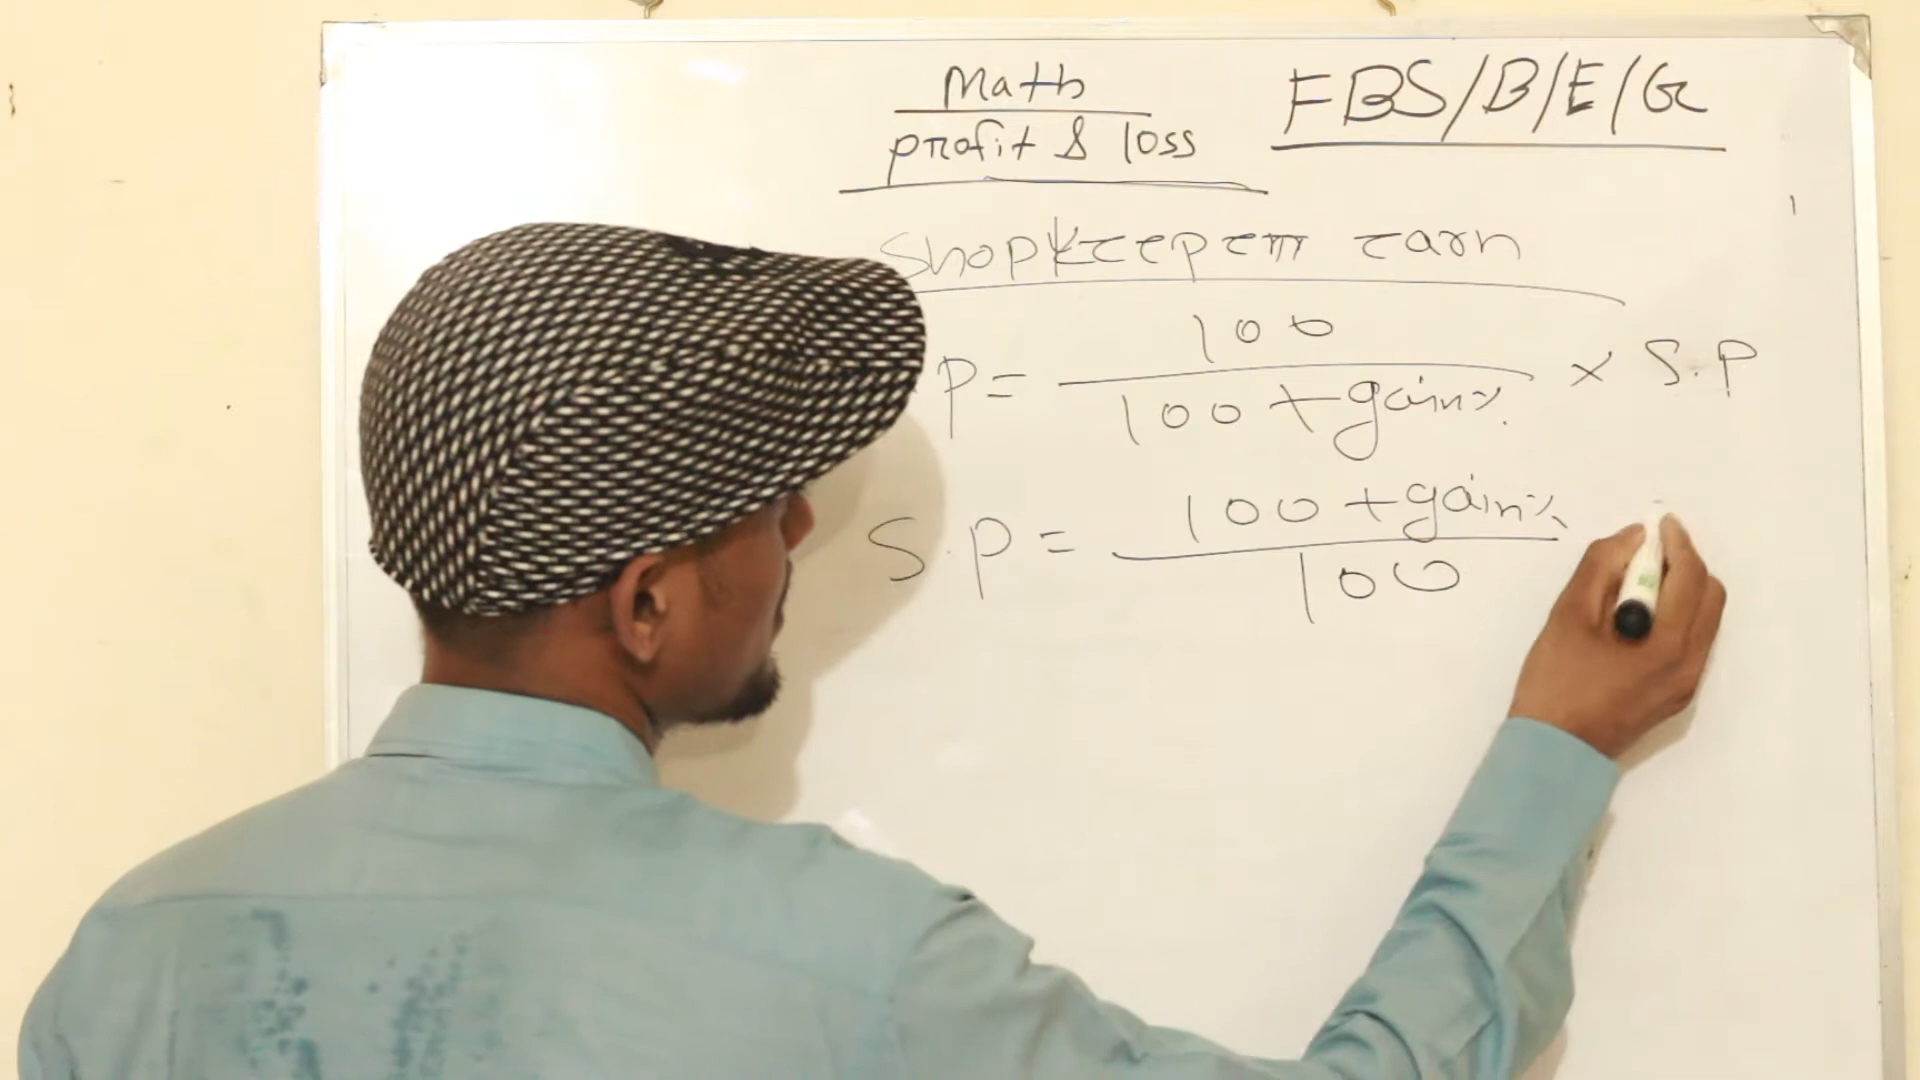 Math
profit & loss
FBS/B/E/G
Shopkeeper earn
P = 100 / 100 + gain% × S.P
S.P = 100 + gain% / 100